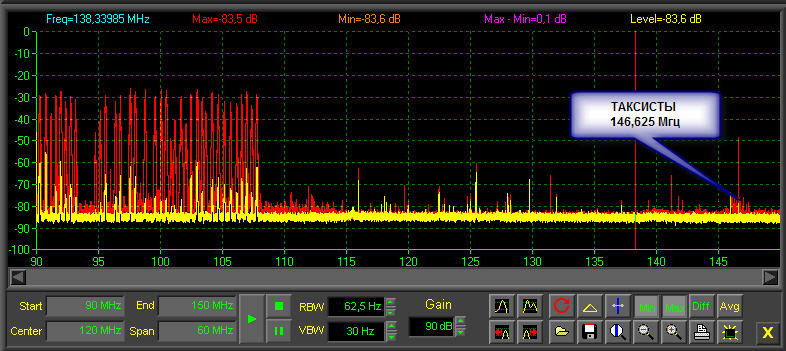 Freq=138,33985 MHz Max=-83,5 dB Min=-83,6 dB Max - Min=0,1 dB Level=-83,6 dB
0
-10
-20
-30
-40
-50
-60
-70
-80
-90
-100
ТАКСИСТЫ
146,625 Мгц
90 95 100 105 110 115 120 125 130 135 140 145
Start 90 MHz End 150 MHz RBW 62,5 Hz Gain Min Max Diff Avg
Center 120 MHz Span 60 MHz VBW 30 Hz 90 dB X